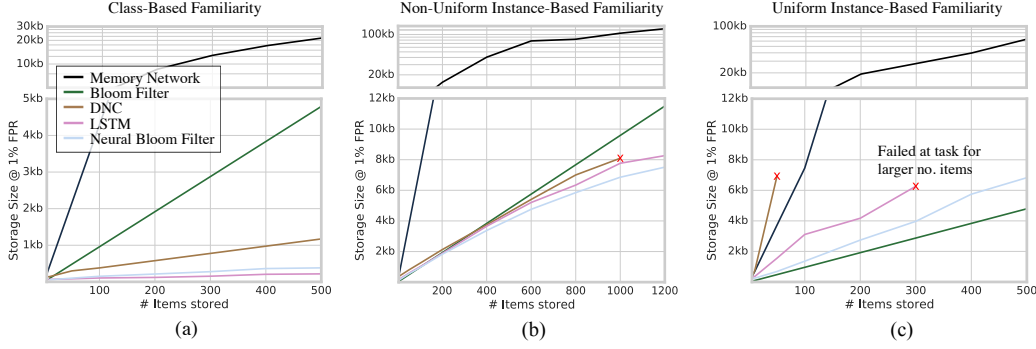 Class-Based Familiarity
30kb
20kb
10kb
Memory Network
Bloom Filter
DNC
LSTM
Neural Bloom Filter
5kb
4kb
3kb
2kb
1kb
Storage Size @ 1% FPR
100 200 300 400 500
# Items stored
(a)
Non-Uniform Instance-Based Familiarity
100kb
20kb
12kb
10kb
8kb
6kb
4kb
2kb
Storage Size @ 1% FPR
x
200 400 600 800 1000 1200
# Items stored
(b)
Uniform Instance-Based Familiarity
100kb
20kb
12kb
10kb
8kb
6kb
4kb
2kb
Storage Size @ 1% FPR
x
x
Failed at task for
larger no. items
100 200 300 400 500
# Items stored
(c)